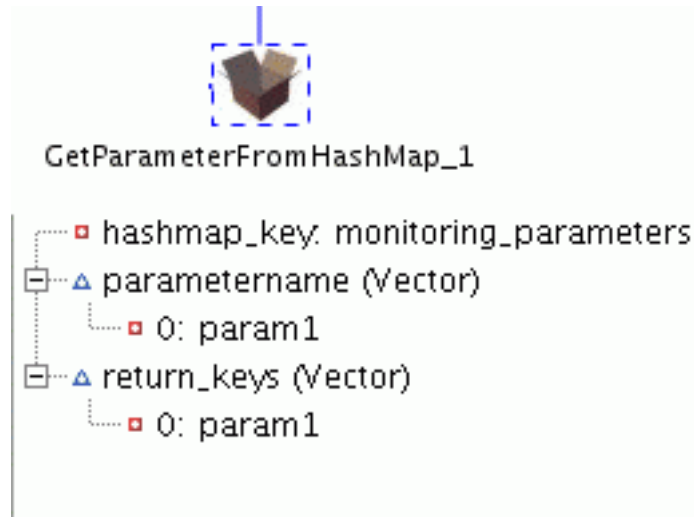 GetParameterFromHashMap_1
hashmap_key: monitoring_parameters
parametername (Vector)
0: param1
return_keys (Vector)
0: param1